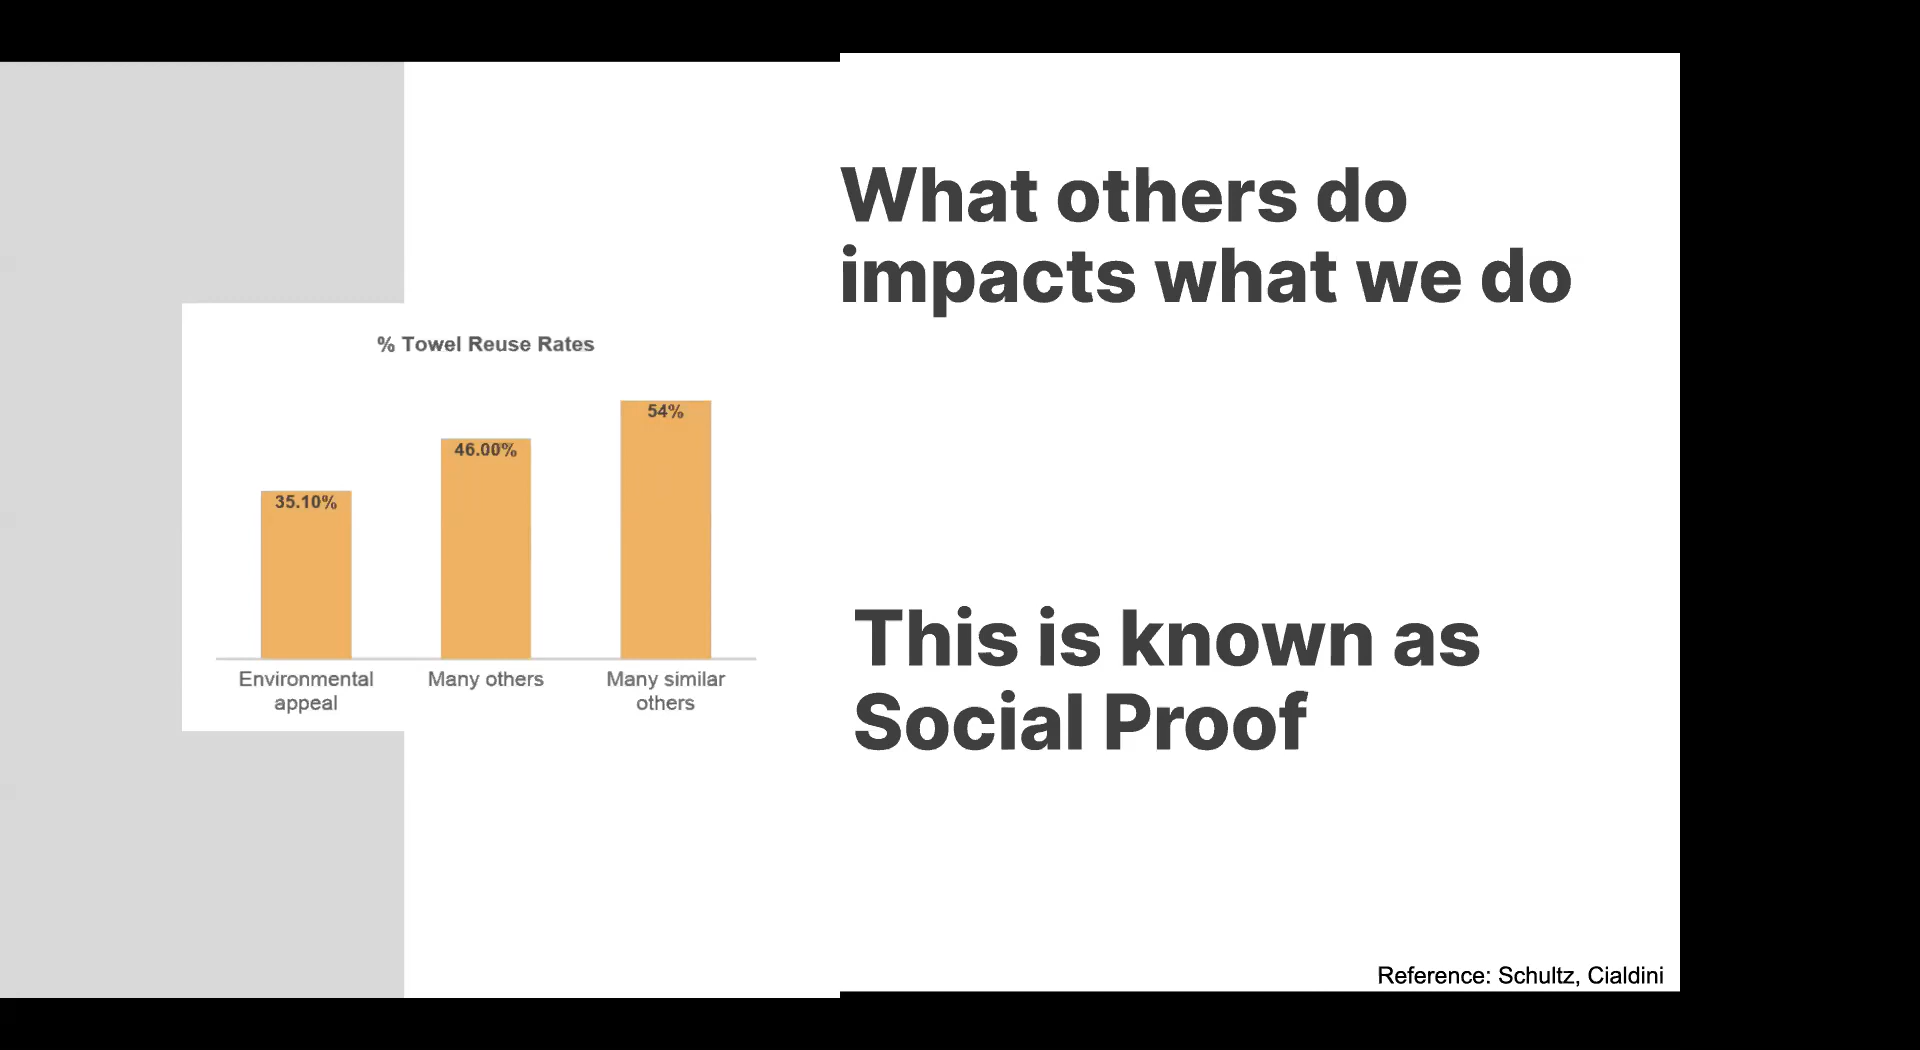 What others do
impacts what we do
% Towel Reuse Rates
35.10%
46.00%
54%
Environmental
appeal
Many others
Many similar
others
This is known as
Social Proof
Reference: Schultz, Cialdini